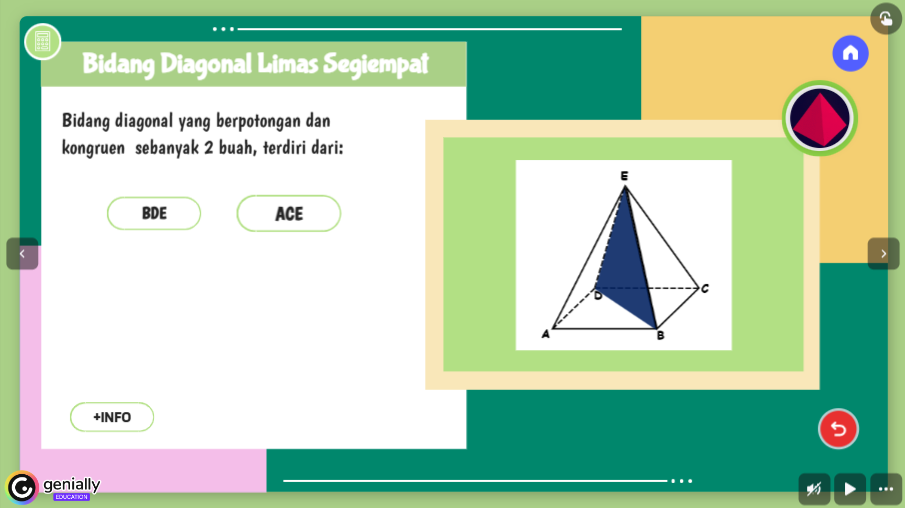 Bidang Diagonal Limas Segiempat
Bidang diagonal yang berpotongan dan
kongruen sebanyak 2 buah, terdiri dari:
BDE
ACE
E
D
C
A
B
+INFO
genially
EDUCATION